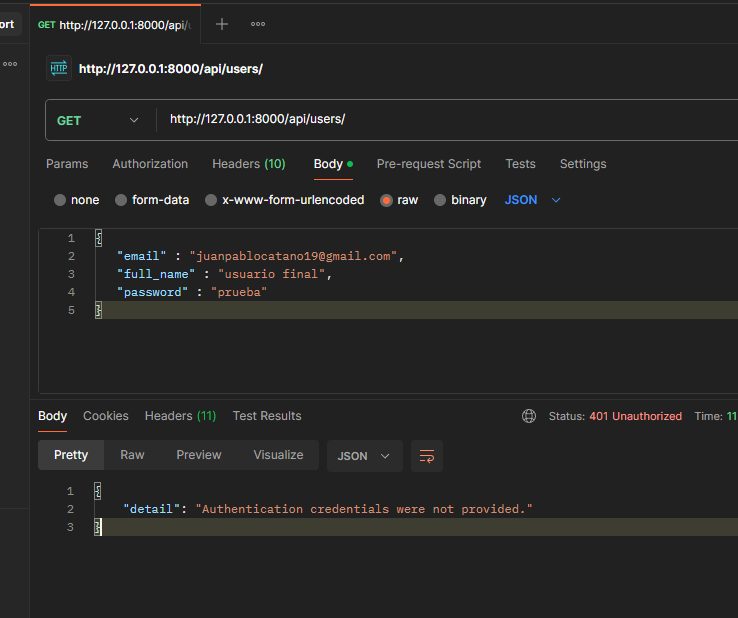 ort
GET http://127.0.0.1:8000/api/u
http://127.0.0.1:8000/api/users/
HTTP
GET
http://127.0.0.1:8000/api/users/
Params Authorization Headers (10) Body Pre-request Script Tests Settings
none form-data x-www-form-urlencoded raw binary JSON
1 {
2 "email" : "juanpablocatano19@gmail.com",
3 "full_name" : "usuario final",
4 "password" : "prueba"
5 }
Body Cookies Headers (11) Test Results Status: 401 Unauthorized Time: 11
Pretty Raw Preview Visualize JSON
1 {
2 "detail": "Authentication credentials were not provided."
3 }